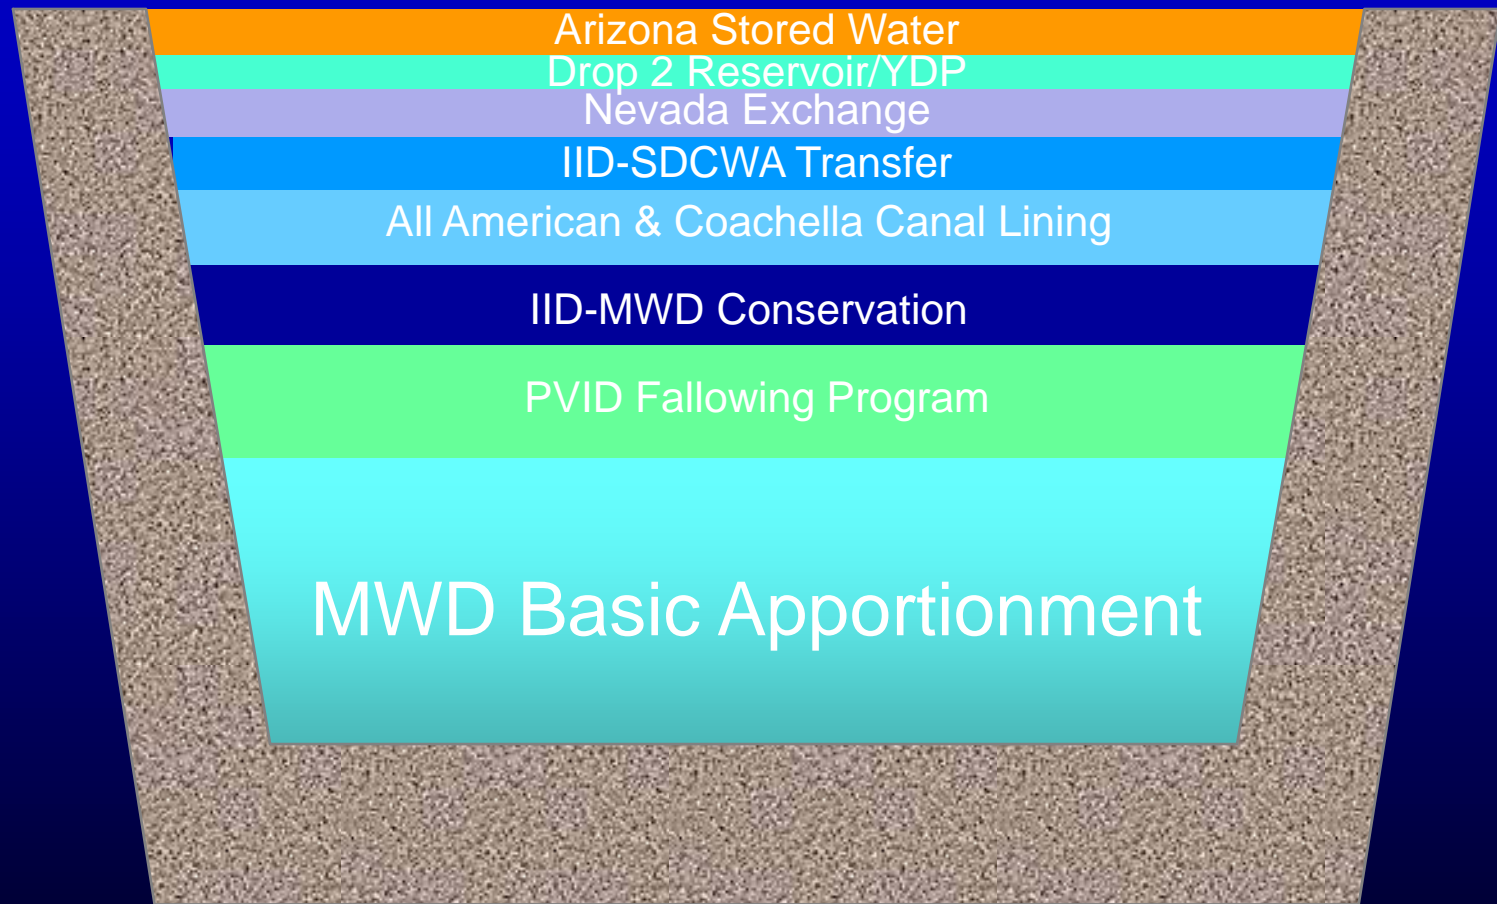 Arizona Stored Water
Drop 2 Reservoir/YDP
Nevada Exchange
IID-SDCWA Transfer
All American & Coachella Canal Lining
IID-MWD Conservation
PVID Fallowing Program
MWD Basic Apportionment